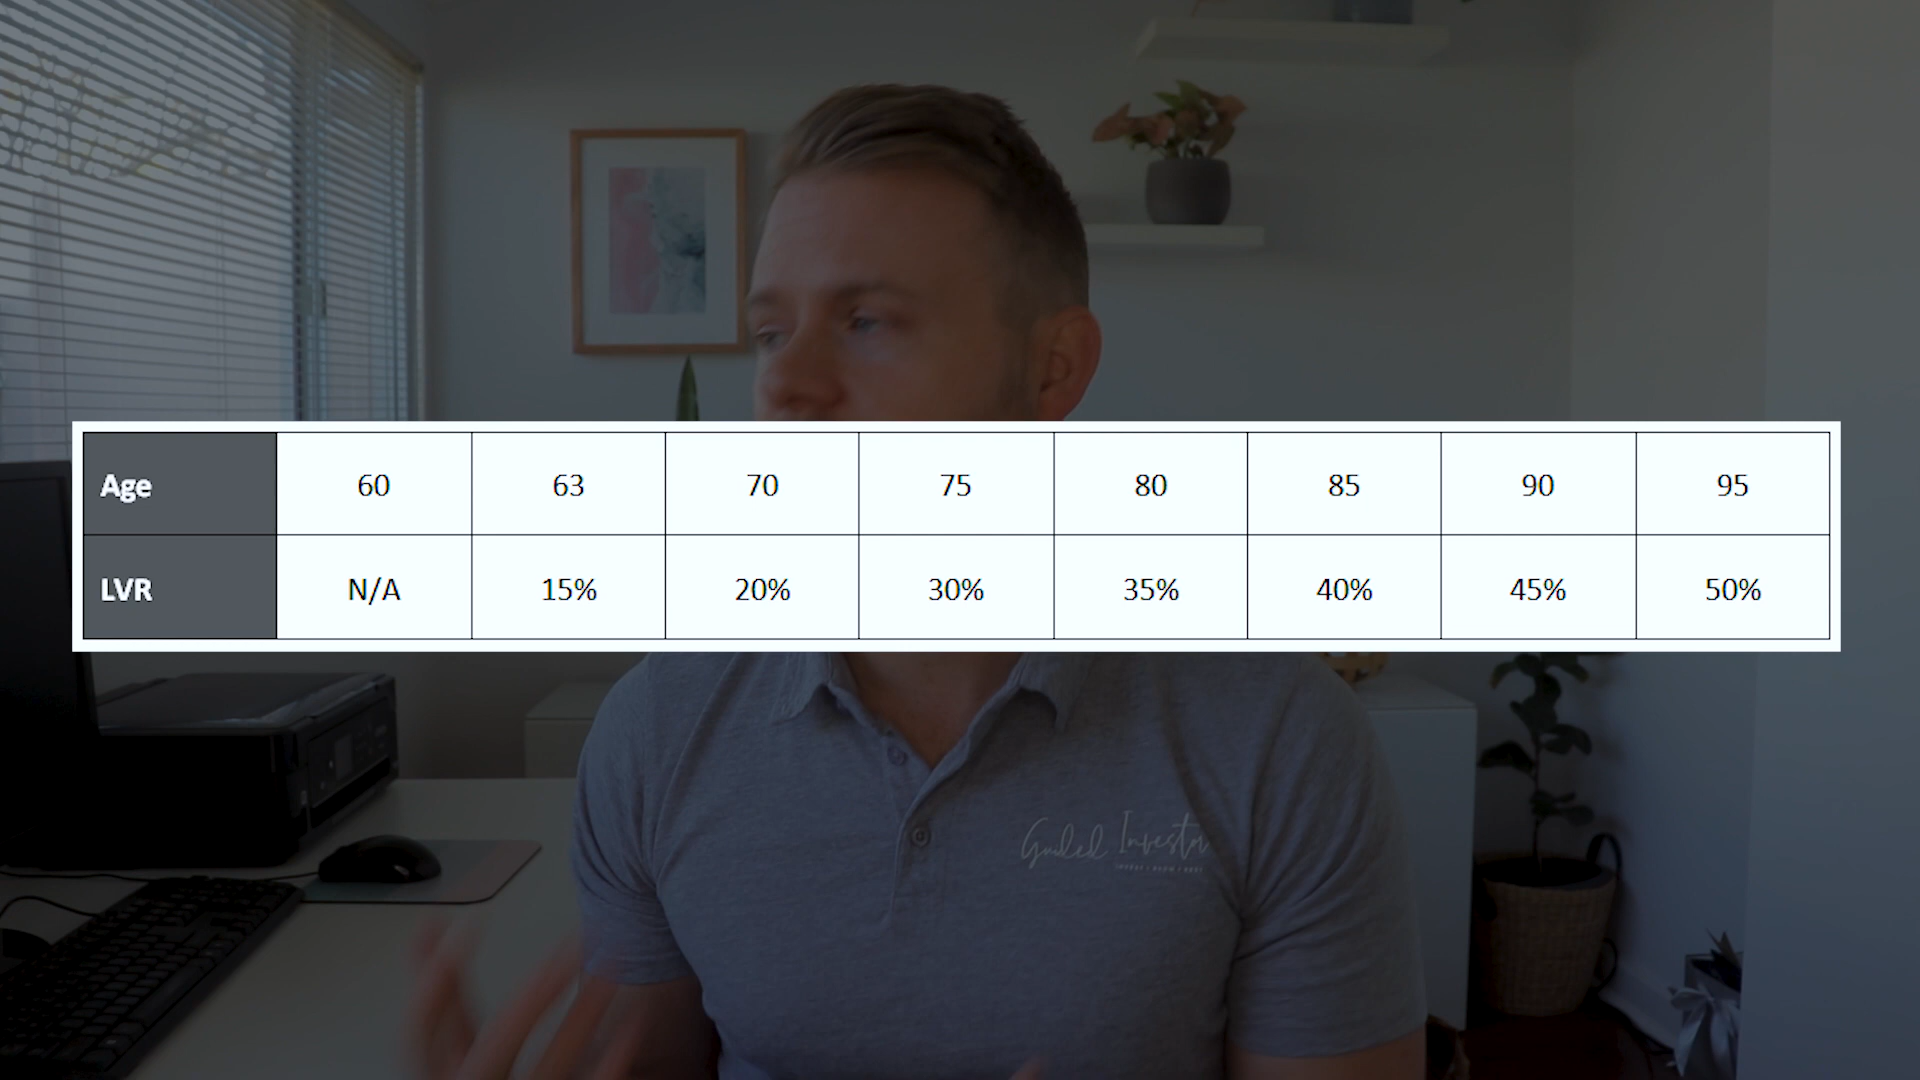 Age 60 63 70 75 80 85 90 95
LVR N/A 15% 20% 30% 35% 40% 45% 50%
Guided Investor